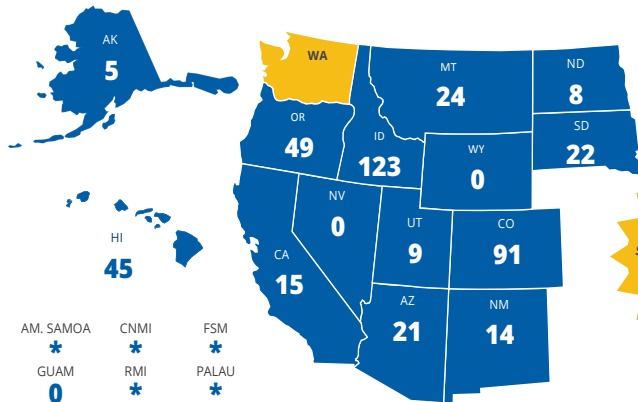 AK
5
WA
MT
24
ND
8
OR
49
ID
123
WY
0
SD
22
HI
45
NV
0
CA
15
UT
9
CO
91
AZ
21
NM
14
AM. SAMOA CNMI FSM
* * *
GUAM RMI PALAU
0 * *